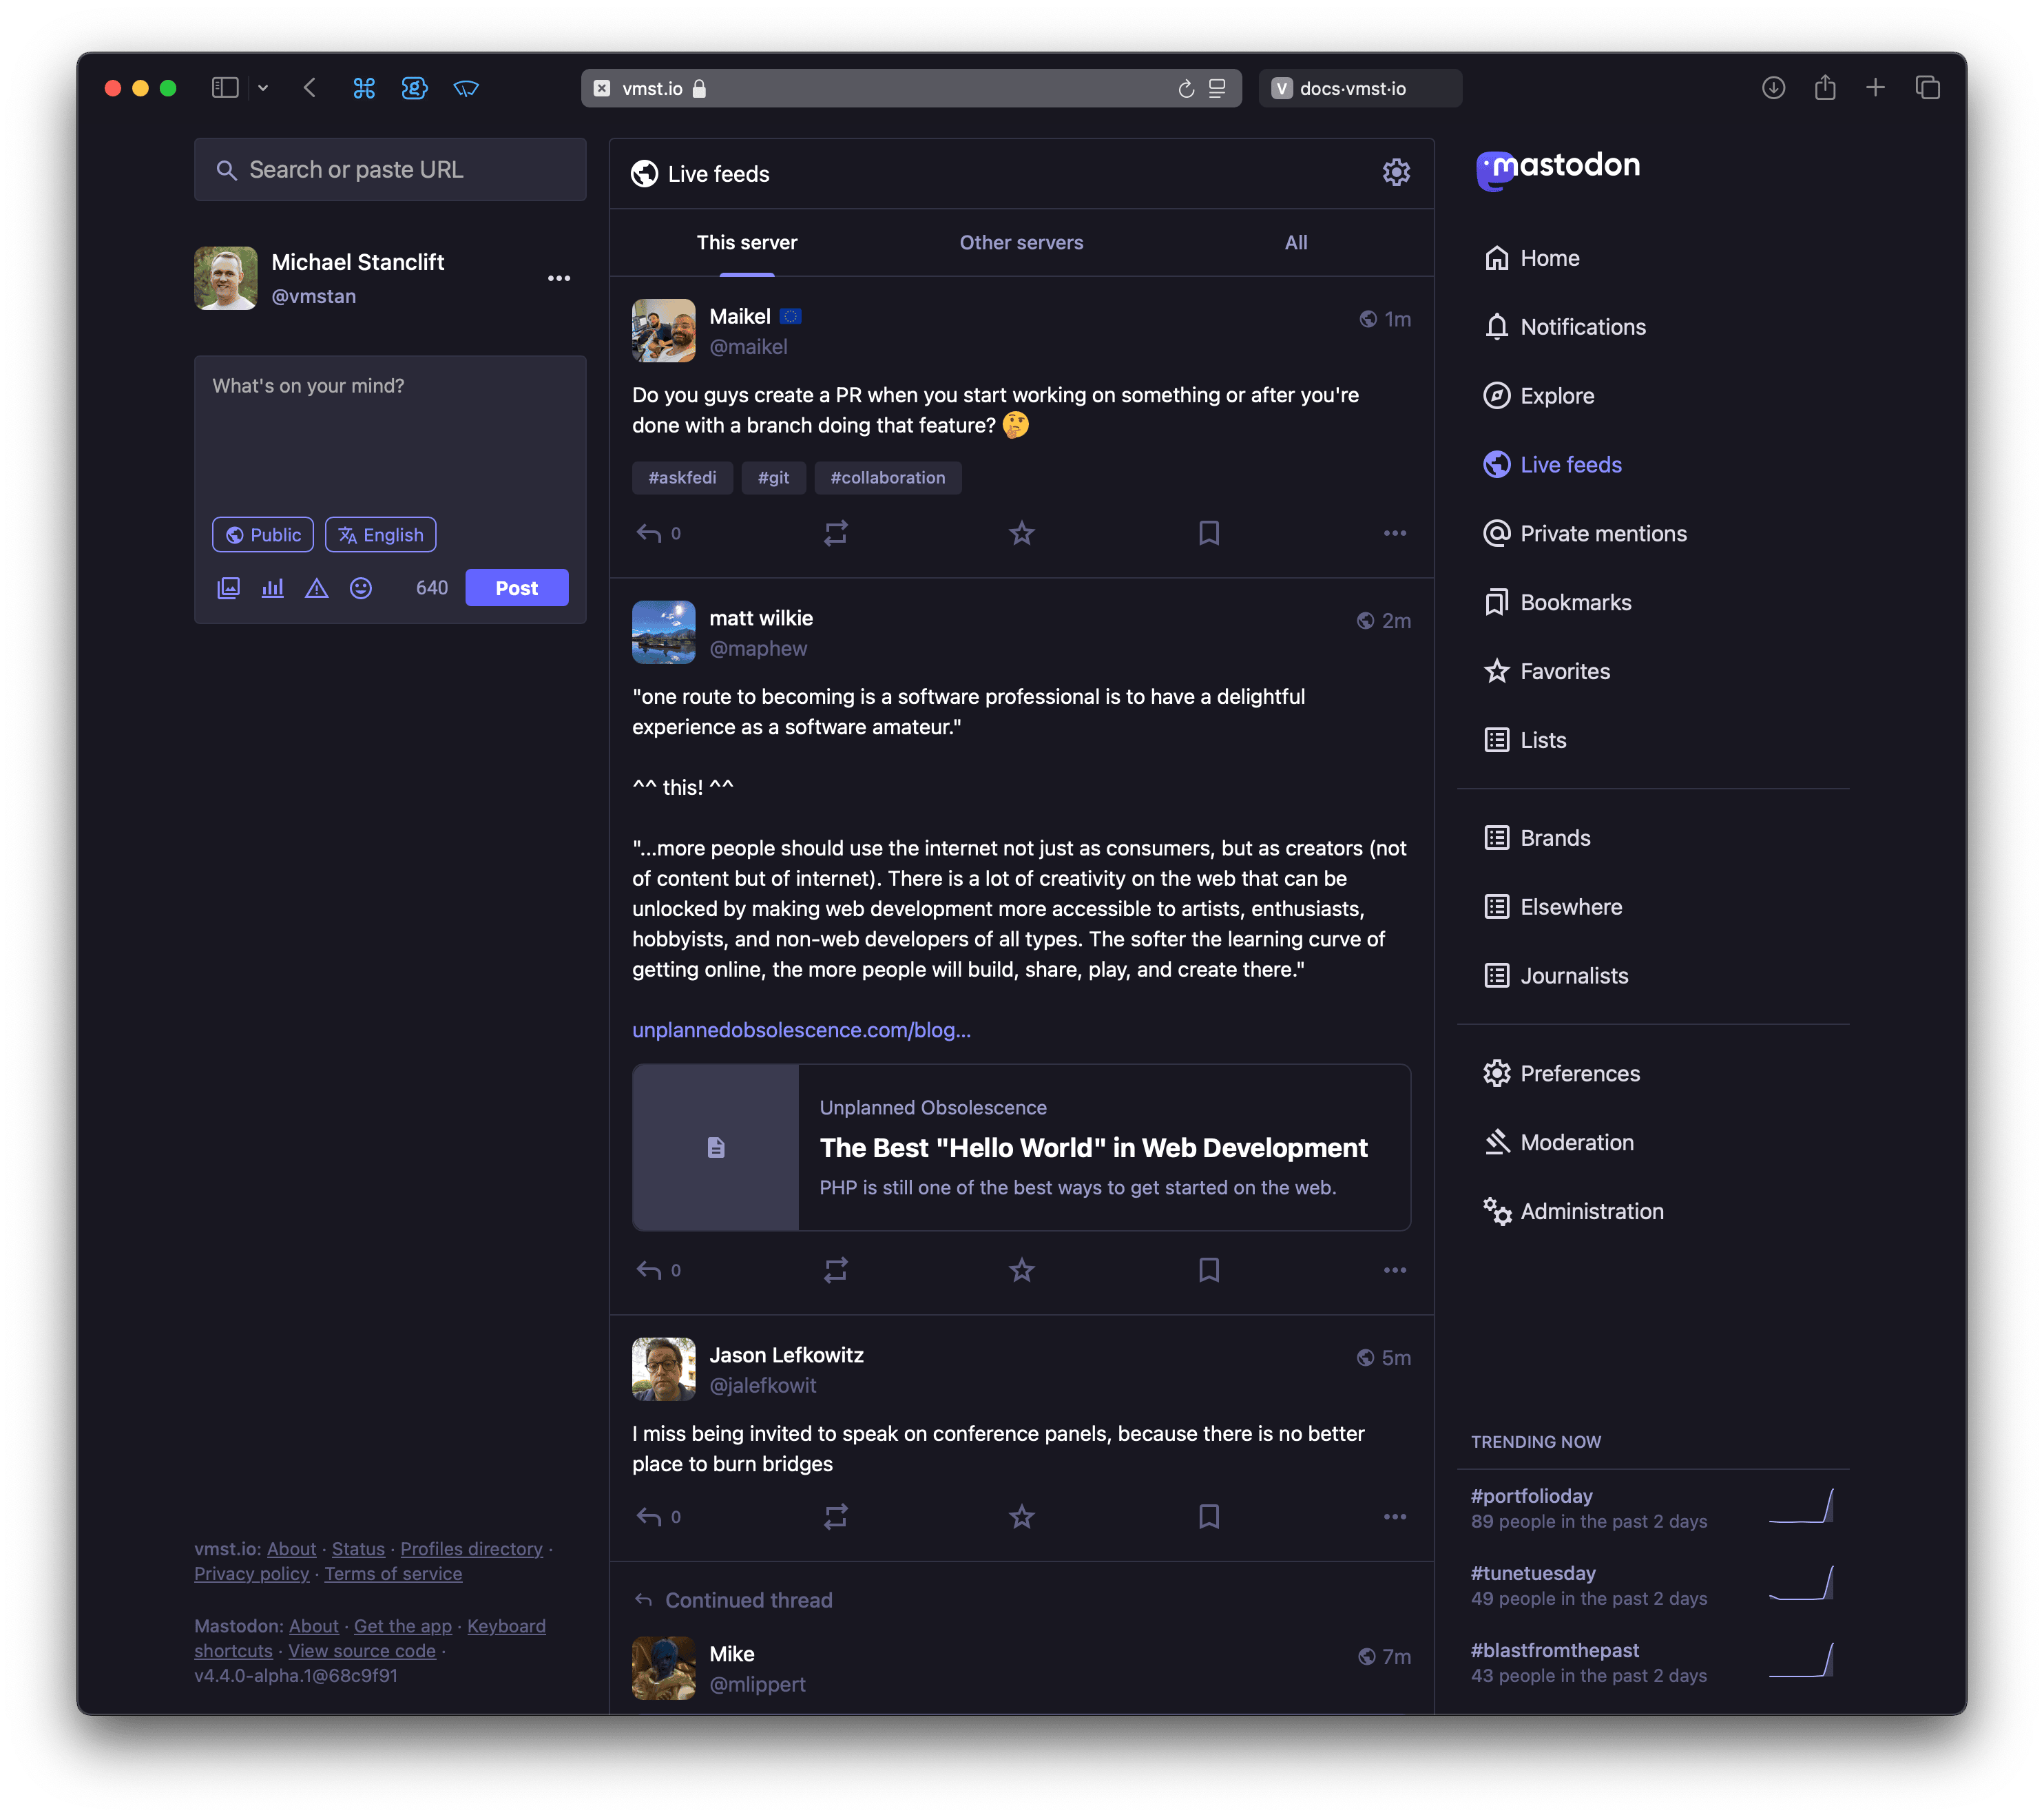 vmst.io
V docs·vmst·io
Search or paste URL
Michael Stanclift
@vmstan
What's on your mind?
Public
English
640
Post
vmst.io: About · Status · Profiles directory ·
Privacy policy · Terms of service
Mastodon: About · Get the app · Keyboard
shortcuts · View source code ·
v4.4.0-alpha.1@68c9f91
Live feeds
This server
Other servers
All
Maikel 🇪🇺
1m
@maikel
Do you guys create a PR when you start working on something or after you're
done with a branch doing that feature? 🤔
#askfedi
#git
#collaboration
0
matt wilkie
2m
@maphew
"one route to becoming is a software professional is to have a delightful
experience as a software amateur."
^^ this! ^^
"...more people should use the internet not just as consumers, but as creators (not
of content but of internet). There is a lot of creativity on the web that can be
unlocked by making web development more accessible to artists, enthusiasts,
hobbyists, and non-web developers of all types. The softer the learning curve of
getting online, the more people will build, share, play, and create there."
unplannedobsolescence.com/blog…
Unplanned Obsolescence
The Best "Hello World" in Web Development
PHP is still one of the best ways to get started on the web.
0
Jason Lefkowitz
5m
@jalefkowit
I miss being invited to speak on conference panels, because there is no better
place to burn bridges
0
Continued thread
Mike
7m
@mlippert
mastodon
Home
Notifications
Explore
Live feeds
Private mentions
Bookmarks
Favorites
Lists
Brands
Elsewhere
Journalists
Preferences
Moderation
Administration
TRENDING NOW
#portfolioday
89 people in the past 2 days
#tunetuesday
49 people in the past 2 days
#blastfromthepast
43 people in the past 2 days